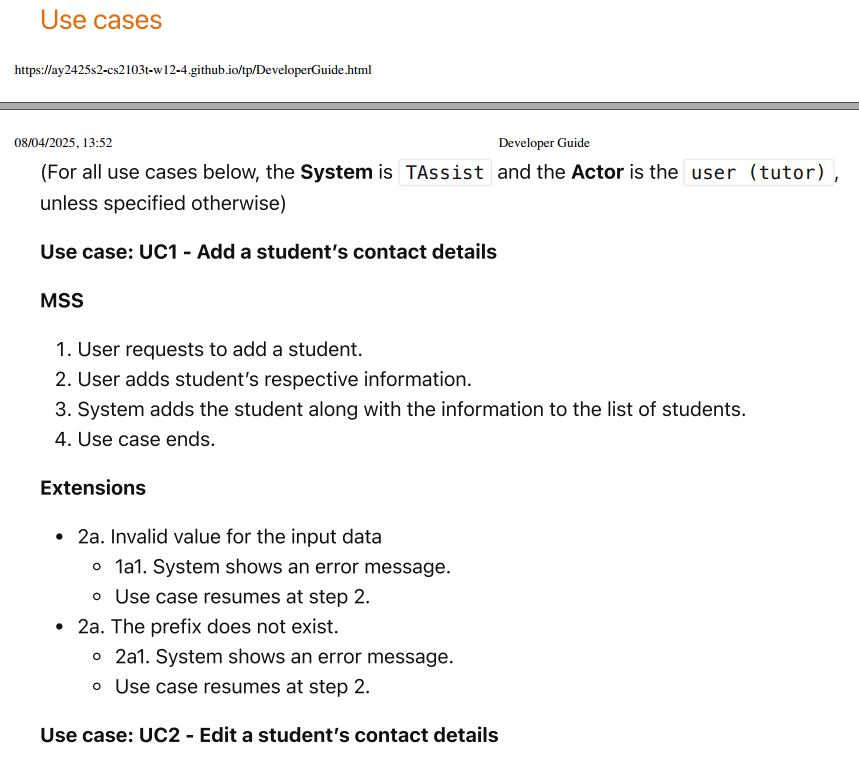 Use cases
https://ay2425s2-cs2103t-w12-4.github.io/tp/DeveloperGuide.html
08/04/2025, 13:52 Developer Guide
(For all use cases below, the System is TAssist and the Actor is the user (tutor),
unless specified otherwise)
Use case: UC1 - Add a student’s contact details
MSS
1. User requests to add a student.
2. User adds student’s respective information.
3. System adds the student along with the information to the list of students.
4. Use case ends.
Extensions
• 2a. Invalid value for the input data
◦ 1a1. System shows an error message.
◦ Use case resumes at step 2.
• 2a. The prefix does not exist.
◦ 2a1. System shows an error message.
◦ Use case resumes at step 2.
Use case: UC2 - Edit a student’s contact details